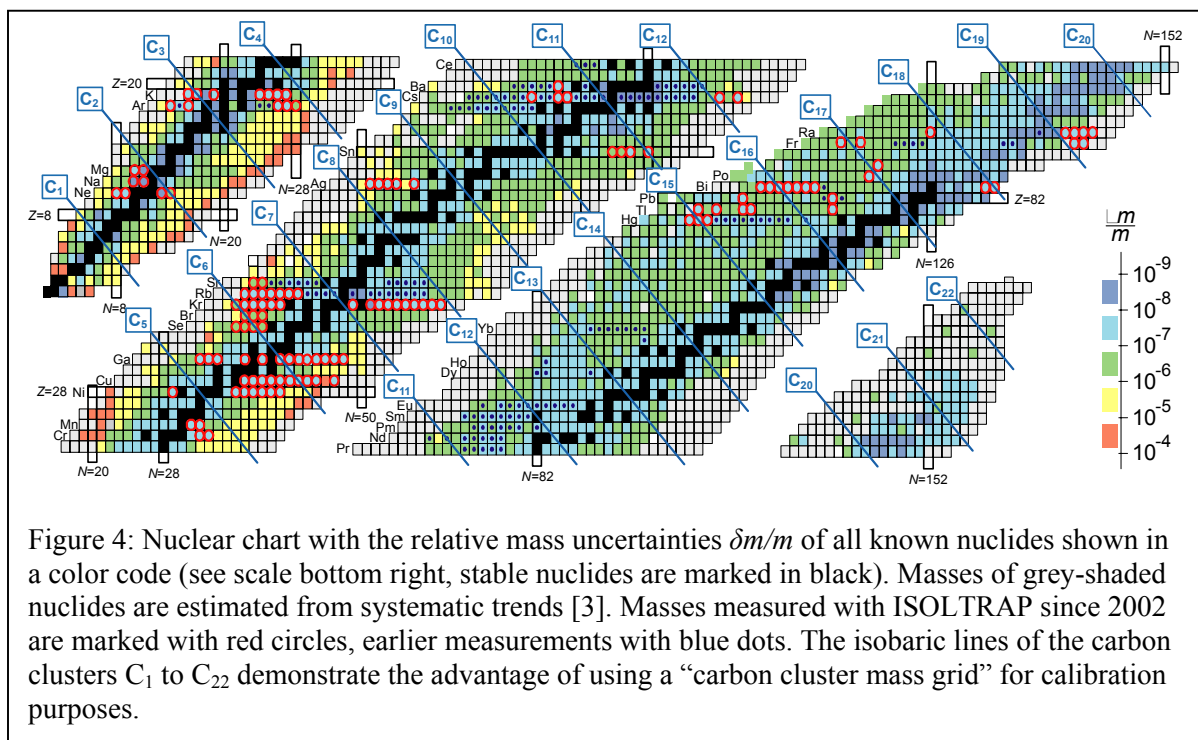 C1
C2
C3
C4
C5
C6
C7
C8
C9
C10
C11
C12
C11
C12
C13
C14
C15
C16
C17
C18
C19
C20
C20
C21
C22
Z=20
K
Ar
Mg
Na
Ne
Z=8
N=8
N=20
N=28
Ce
Ba
Cs
Sn
Ag
Sr
Rb
Kr
Br
Se
Ga
Cu
Z=28 Ni
Mn
Cr
N=20
N=28
N=50
Ra
Fr
Po
Bi
Pb
Tl
Hg
Yb
Ho
Dy
Eu
Sm
Pm
Nd
Pr
N=82
Z=82
N=126
N=152
N=152
m
m
10-9
10-8
10-7
10-6
10-5
10-4
Figure 4: Nuclear chart with the relative mass uncertainties δm/m of all known nuclides shown in
a color code (see scale bottom right, stable nuclides are marked in black). Masses of grey-shaded
nuclides are estimated from systematic trends [3]. Masses measured with ISOLTRAP since 2002
are marked with red circles, earlier measurements with blue dots. The isobaric lines of the carbon
clusters C1 to C22 demonstrate the advantage of using a “carbon cluster mass grid” for calibration
purposes.